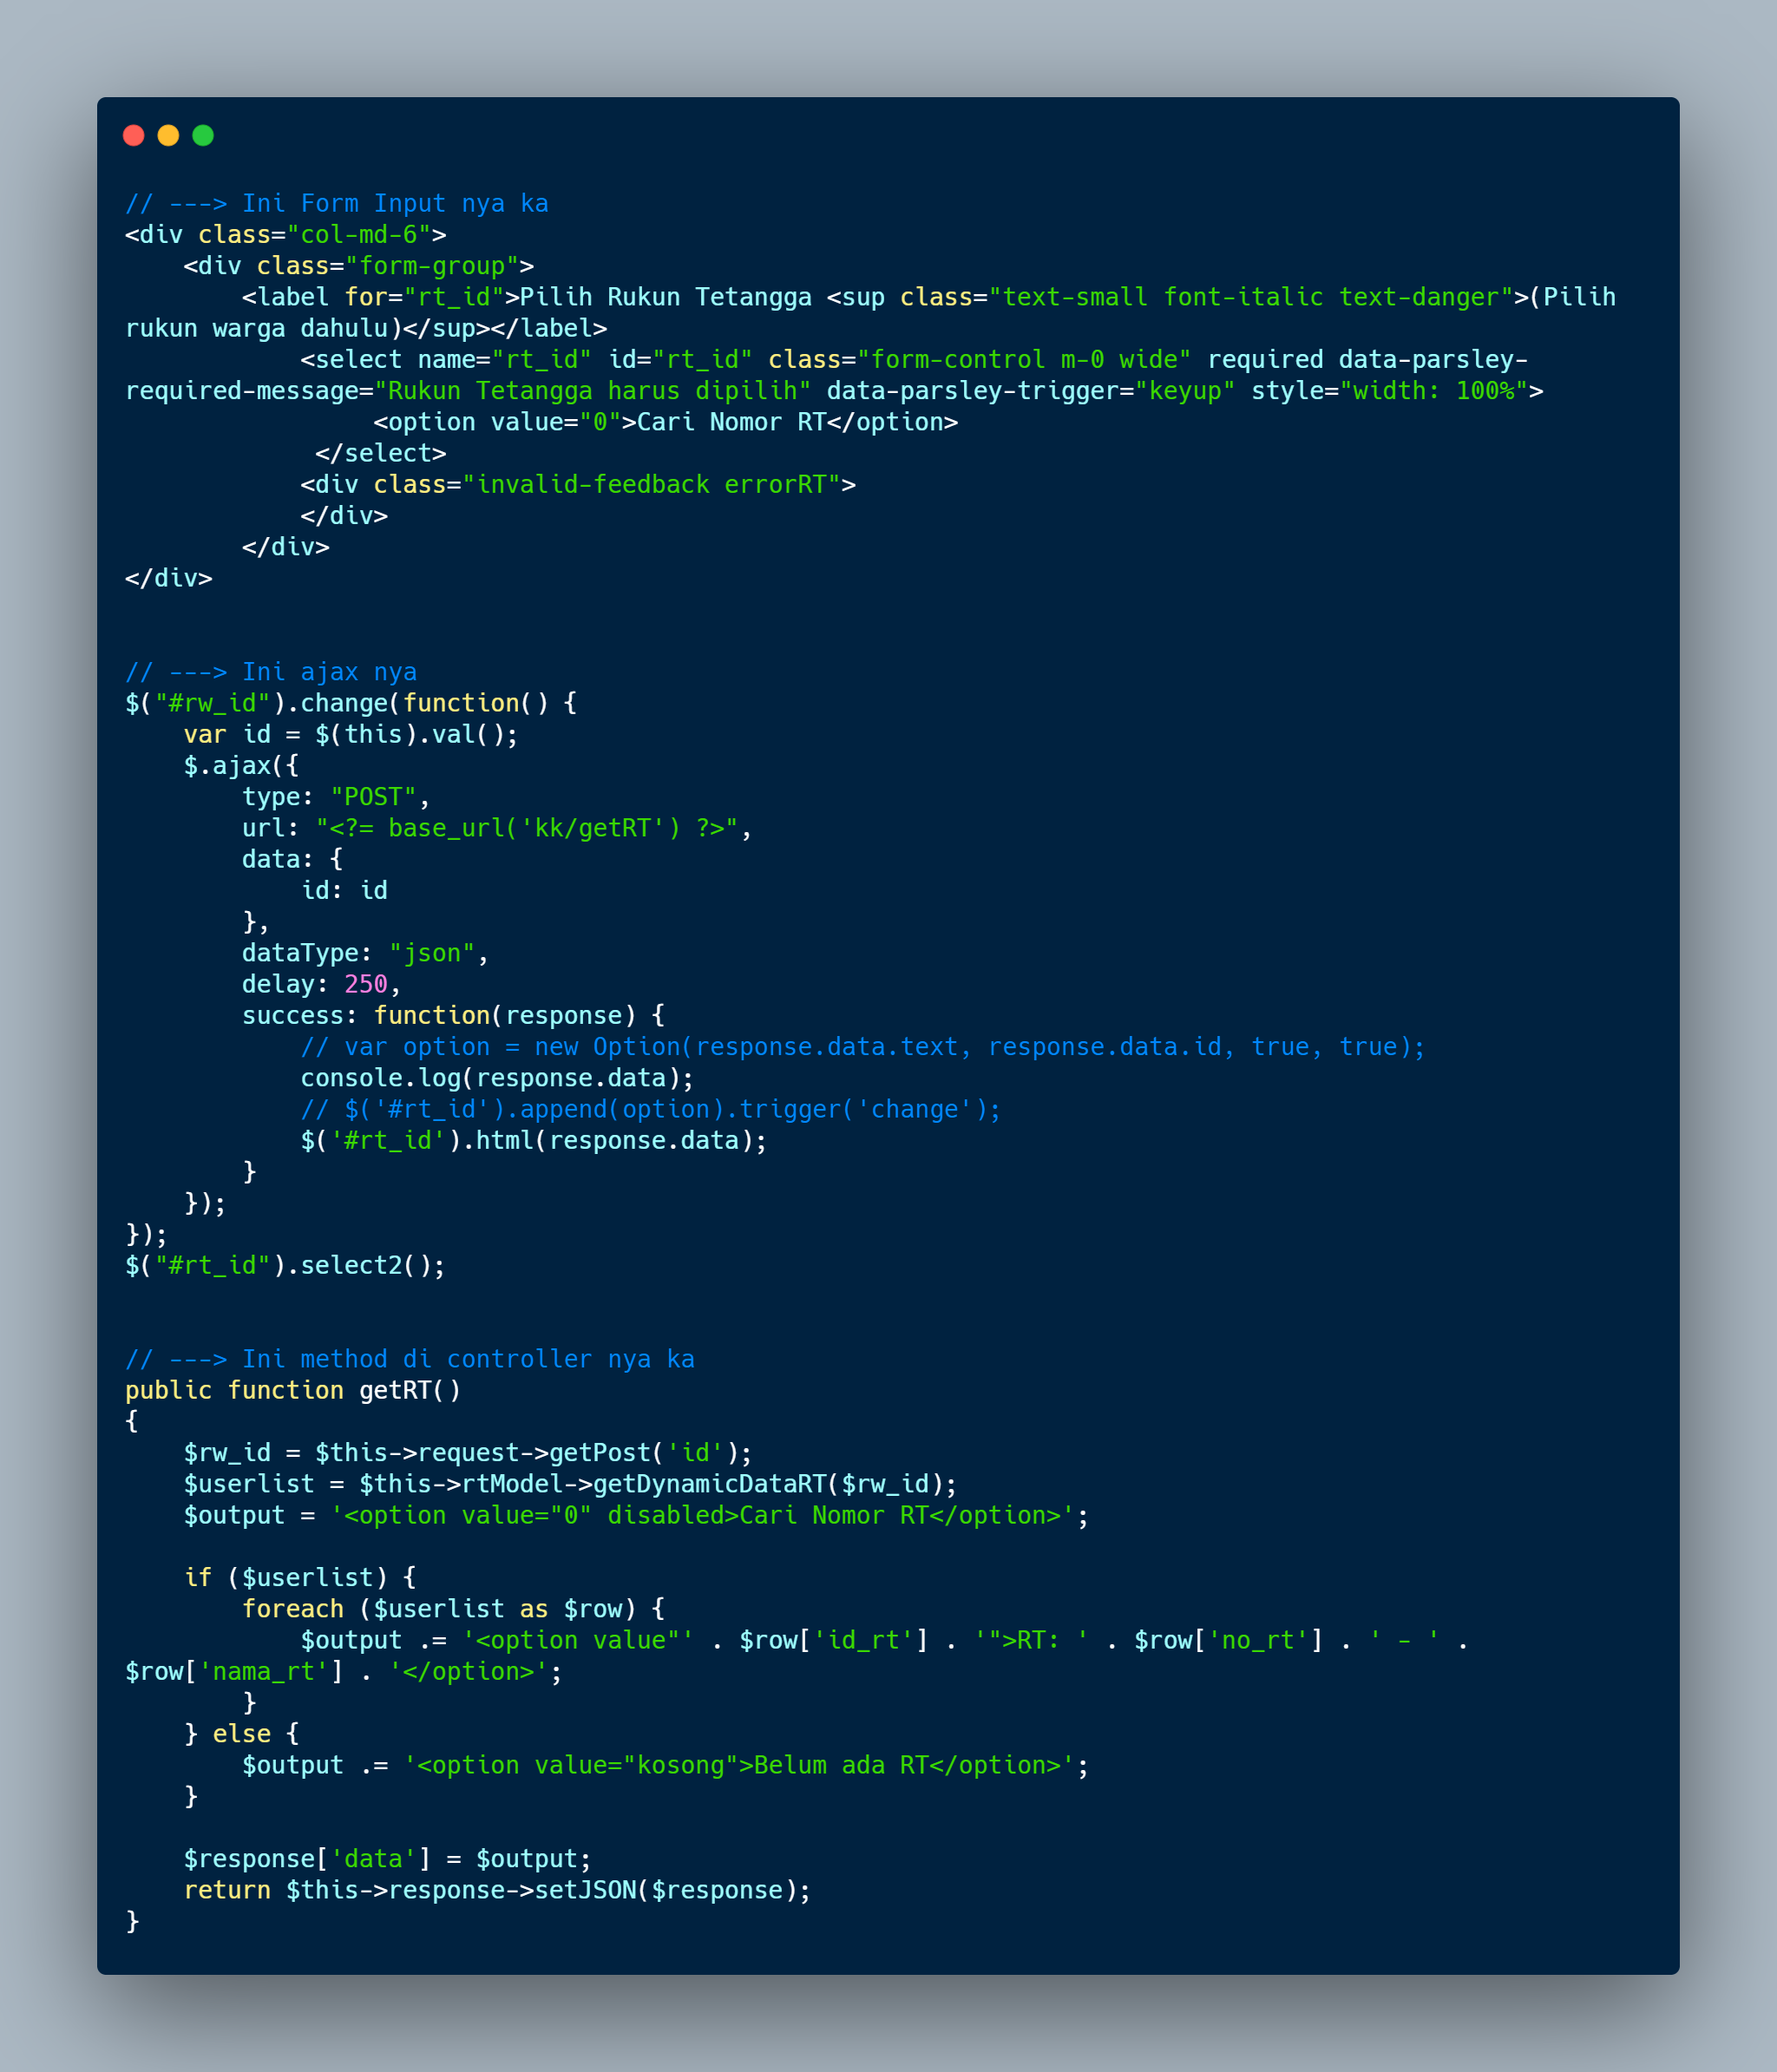 // ---> Ini Form Input nya ka
<div class="col-md-6">
    <div class="form-group">
        <label for="rt_id">Pilih Rukun Tetangga <sup class="text-small font-italic text-danger">(Pilih
rukun warga dahulu)</sup></label>
            <select name="rt_id" id="rt_id" class="form-control m-0 wide" required data-parsley-
required-message="Rukun Tetangga harus dipilih" data-parsley-trigger="keyup" style="width: 100%">
                 <option value="0">Cari Nomor RT</option>
             </select>
            <div class="invalid-feedback errorRT">
            </div>
        </div>
</div>


// ---> Ini ajax nya
$("#rw_id").change(function() {
    var id = $(this).val();
    $.ajax({
        type: "POST",
        url: "<?= base_url('kk/getRT') ?>",
        data: {
            id: id
        },
        dataType: "json",
        delay: 250,
        success: function(response) {
            // var option = new Option(response.data.text, response.data.id, true, true);
            console.log(response.data);
            // $('#rt_id').append(option).trigger('change');
            $('#rt_id').html(response.data);
        }
    });
});
$("#rt_id").select2();


// ---> Ini method di controller nya ka
public function getRT()
{
    $rw_id = $this->request->getPost('id');
    $userlist = $this->rtModel->getDynamicDataRT($rw_id);
    $output = '<option value="0" disabled>Cari Nomor RT</option>';

    if ($userlist) {
        foreach ($userlist as $row) {
            $output .= '<option value"' . $row['id_rt'] . '">RT: ' . $row['no_rt'] . ' - ' .
$row['nama_rt'] . '</option>';
        }
    } else {
        $output .= '<option value="kosong">Belum ada RT</option>';
    }

    $response['data'] = $output;
    return $this->response->setJSON($response);
}